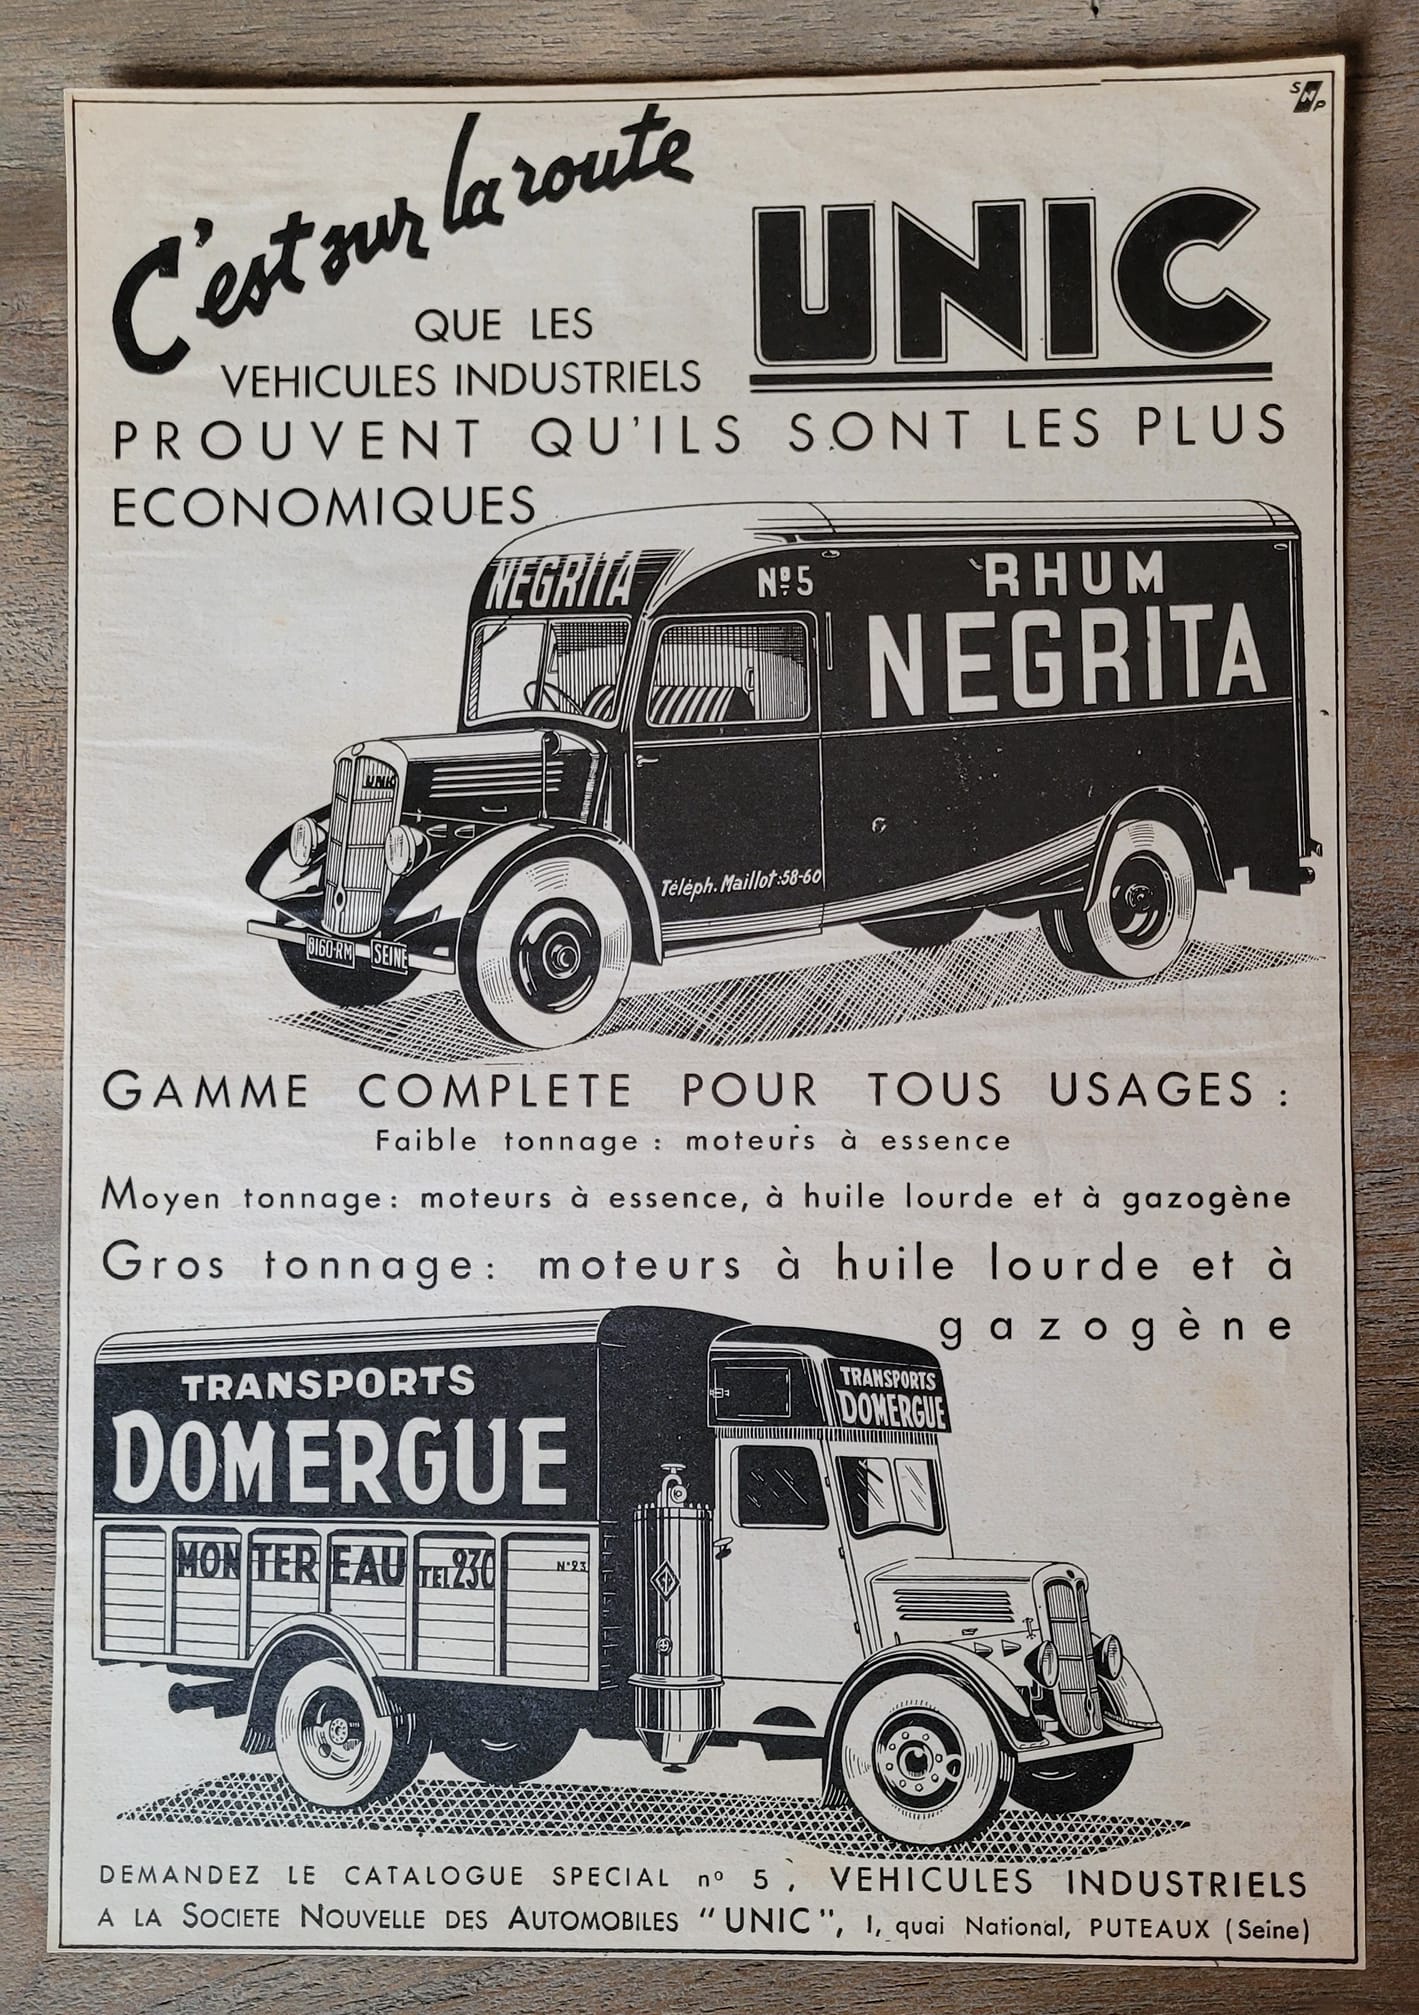 SNP
C'est sur la route
UNIC
QUE LES
VEHICULES INDUSTRIELS
PROUVENT QU'ILS SONT LES PLUS
ECONOMIQUES
NEGRITA
Nº 5
RHUM
NEGRITA
UNIC
Téléph. Maillot:58-60
8160-RM SEINE
GAMME COMPLETE POUR TOUS USAGES :
Faible tonnage : moteurs à essence
Moyen tonnage : moteurs à essence, à huile lourde et à gazogène
Gros tonnage : moteurs à huile lourde et à
gazogène
TRANSPORTS
DOMERGUE
TRANSPORTS
DOMERGUE
MONTEREAU TEL 230
N°23
DEMANDEZ LE CATALOGUE SPECIAL nº 5, VEHICULES INDUSTRIELS
A LA SOCIETE NOUVELLE DES AUTOMOBILES "UNIC", 1, quai National, PUTEAUX (Seine)